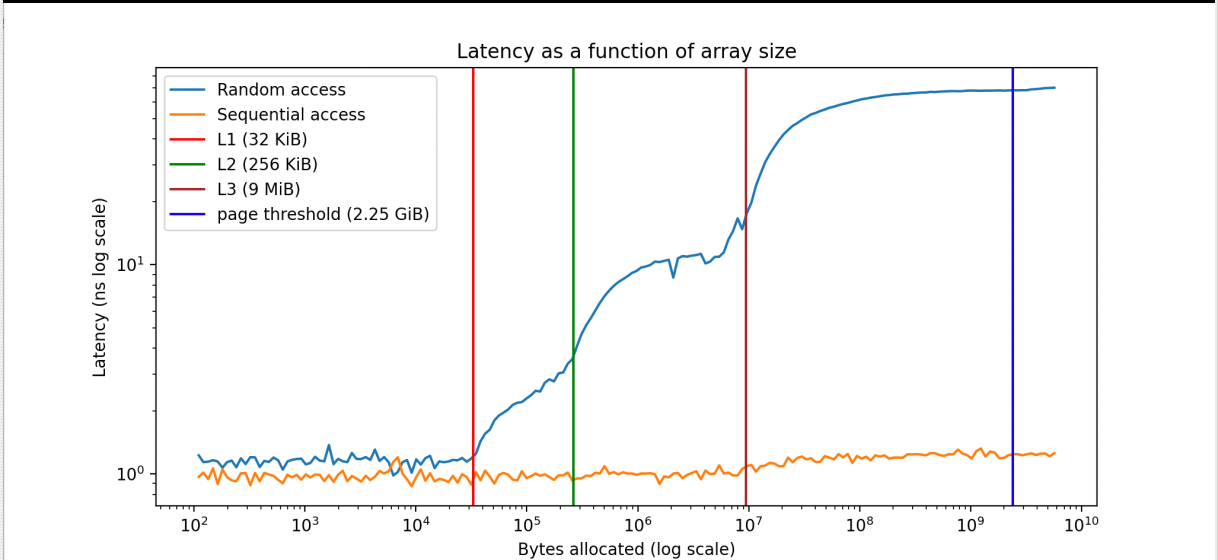 Latency as a function of array size
Random access
Sequential access
L1 (32 KiB)
L2 (256 KiB)
L3 (9 MiB)
page threshold (2.25 GiB)
Latency (ns log scale)
10¹
10⁰
10² 10³ 10⁴ 10⁵ 10⁶ 10⁷ 10⁸ 10⁹ 10¹⁰
Bytes allocated (log scale)